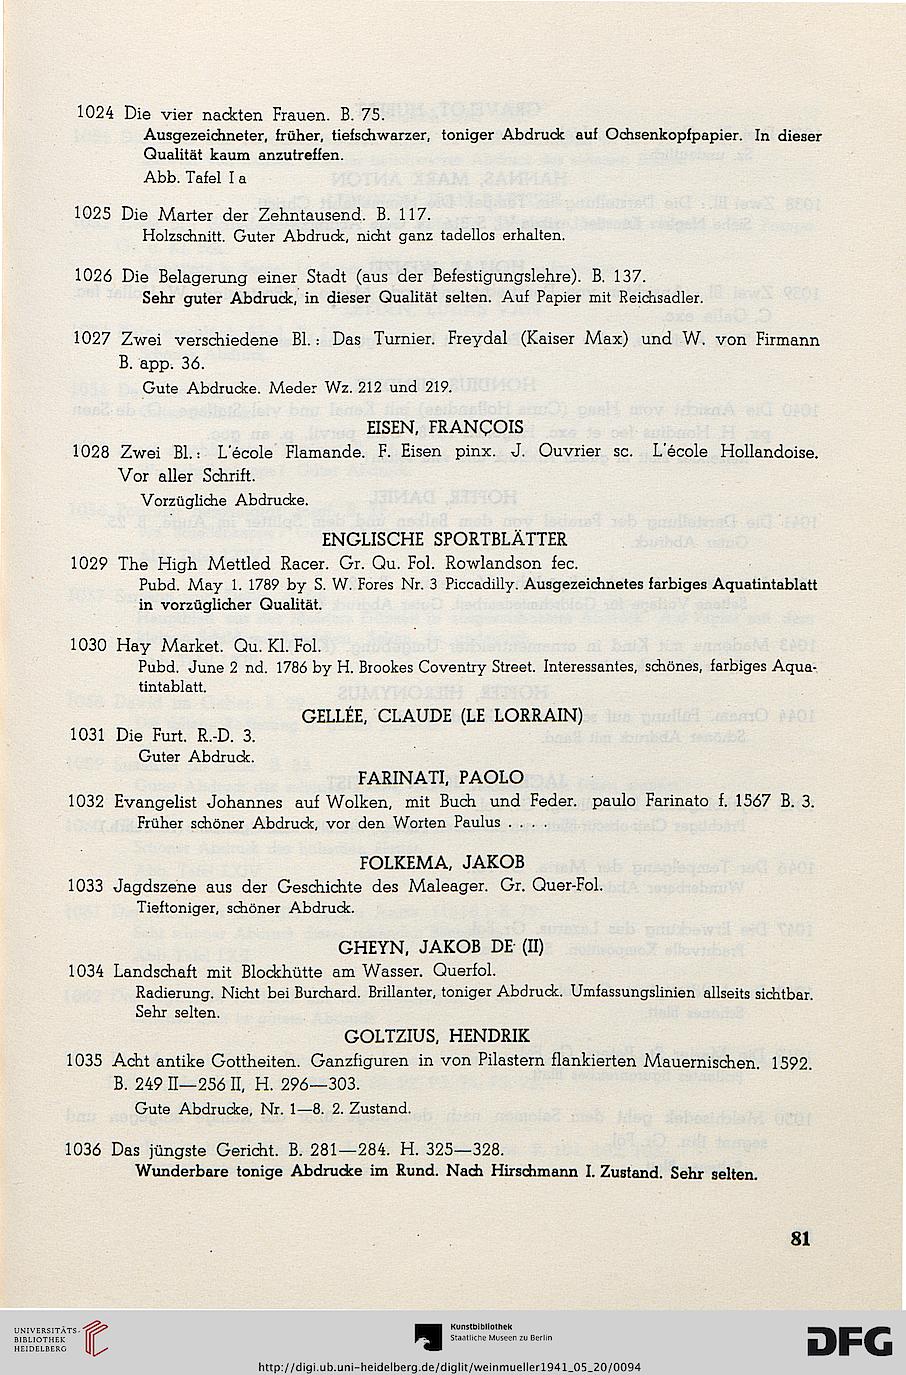 1024 Die vier nackten Frauen. B. 75.
Ausgezeichneter, früher, tiefschwarzer, toniger Abdruck auf Ochsenkopfpapier. In dieser
Qualität kaum anzutreffen.
Abb. Tafel I a
1025 Die Marter der Zehntausend. B. 117.
Holzschnitt. Guter Abdruck, nicht ganz tadellos erhalten.
1026 Die Belagerung einer Stadt (aus der Befestigungslehre). B. 137.
Sehr guter Abdruck, in dieser Qualität selten. Auf Papier mit Reichsadler.
1027 Zwei verschiedene Bl.: Das Turnier. Freydal (Kaiser Max) und W. von Firmann
B. app. 36.
Gute Abdrucke. Meder Wz. 212 und 219.
EISEN, FRANÇOIS
1028 Zwei Bl.: L'école Flamande. F. Eisen pinx. J. Ouvrier sc. L'école Hollandoise.
Vor aller Schrift.
Vorzügliche Abdrucke.
ENGLISCHE SPORTBLÄTTER
1029 The High Mettled Racer. Gr. Qu. Fol. Rowlandson fec.
Pubd. May 1. 1789 by S. W. Fores Nr. 3 Piccadilly. Ausgezeichnetes farbiges Aquatintablatt
in vorzüglicher Qualität.
1030 Hay Market. Qu. Kl. Fol.
Pubd. June 2 nd. 1786 by H. Brookes Coventry Street. Interessantes, schönes, farbiges Aqua-
tintablatt.
GELLÉE, CLAUDE (LE LORRAIN)
1031 Die Furt. R.-D. 3.
Guter Abdruck.
FARINATI, PAOLO
1032 Evangelist Johannes auf Wolken, mit Buch und Feder. paulo Farinato f. 1567 B. 3.
Früher schöner Abdruck, vor den Worten Paulus . . . .
FOLKEMA, JAKOB
1033 Jagdszene aus der Geschichte des Maleager. Gr. Quer-Fol.
Tieftoniger, schöner Abdruck.
GHEYN, JAKOB DE (II)
1034 Landschaft mit Blockhütte am Wasser. Querfol.
Radierung. Nicht bei Burchard. Brillanter, toniger Abdruck. Umfassungslinien allseits sichtbar.
Sehr selten.
GOLTZIUS, HENDRIK
1035 Acht antike Gottheiten. Ganzfiguren in von Pilastern flankierten Mauernischen. 1592.
B. 249 II—256 II, H. 296—303.
Gute Abdrucke, Nr. 1—8. 2. Zustand.
1036 Das jüngste Gericht. B. 281—284. H. 325—328.
Wunderbare tonige Abdrucke im Rund. Nach Hirschmann I. Zustand. Sehr selten.
81
UNIVERSITÄTS-
BIBLIOTHEK
HEIDELBERG
Kunstbibliothek
Staatliche Museen zu Berlin
DFG
http://digi.ub.uni-heidelberg.de/diglit/weinmueller1941_05_20/0094